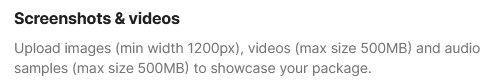 Screenshots & videos
Upload images (min width 1200px), videos (max size 500MB) and audio
samples (max size 500MB) to showcase your package.